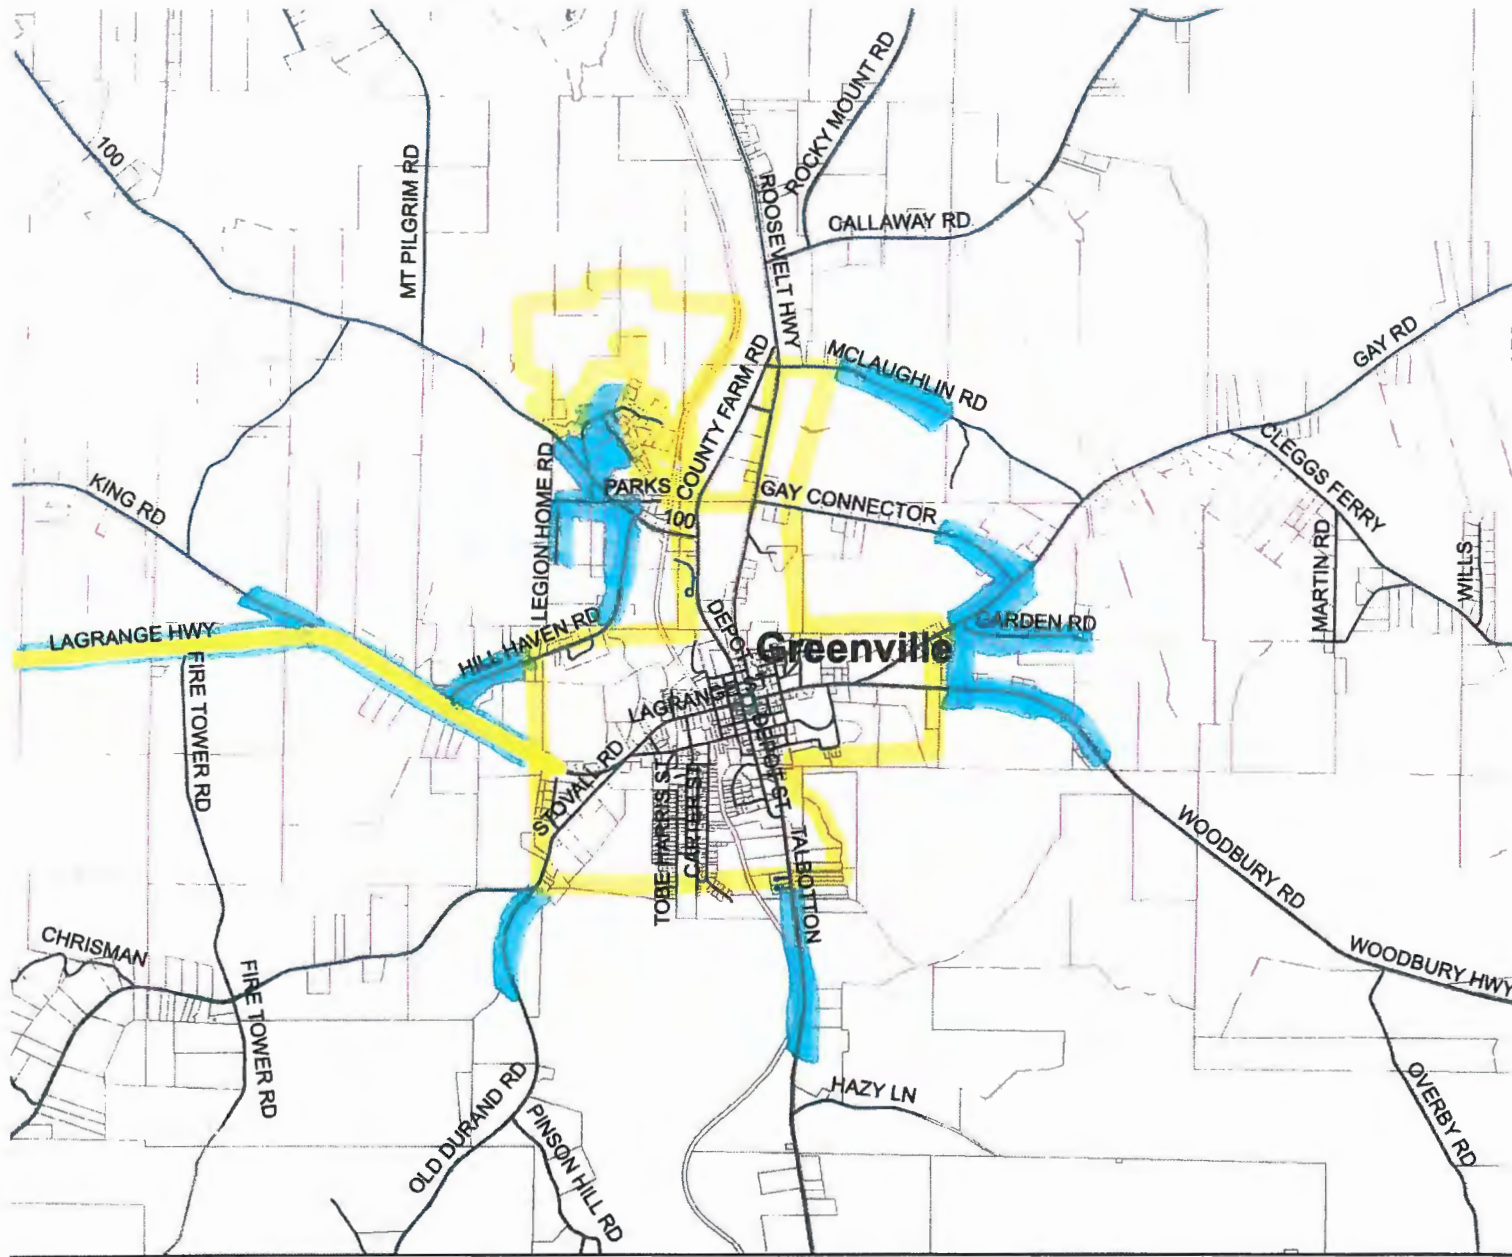 100
MT PILGRIM RD
ROCKY MOUNT RD
ROOSEVELT HWY
CALLAWAY RD
COUNTY FARM RD
MCLAUGHLIN RD
GAY RD
CLEGGS FERRY
KING RD
LEGION HOME RD
PARKS
100
GAY CONNECTOR
MARTIN RD
WILLS
LAGRANGE HWY
FIRE TOWER RD
HILL HAVEN RD
GARDEN RD
Greenville
LAGRANGE ST
DEPOT ST
STOVALL RD
TOBE HARRIS ST
CARTER ST
TALBOTTON
WOODBURY RD
WOODBURY HWY
CHRISMAN
FIRE TOWER RD
HAZY LN
OLD DURAND RD
PINSON HILL RD
OVERBY RD